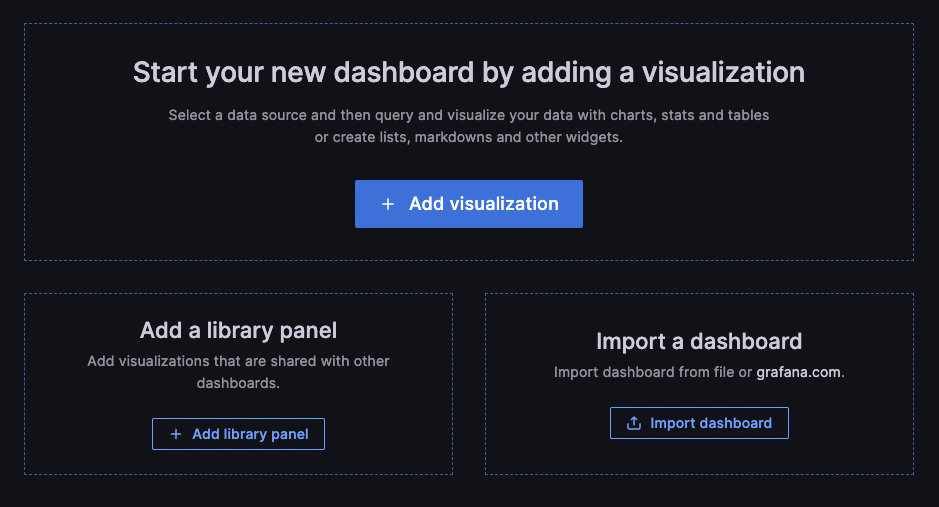 Start your new dashboard by adding a visualization
Select a data source and then query and visualize your data with charts, stats and tables
or create lists, markdowns and other widgets.
+ Add visualization
Add a library panel
Add visualizations that are shared with other
dashboards.
+ Add library panel
Import a dashboard
Import dashboard from file or grafana.com.
Import dashboard